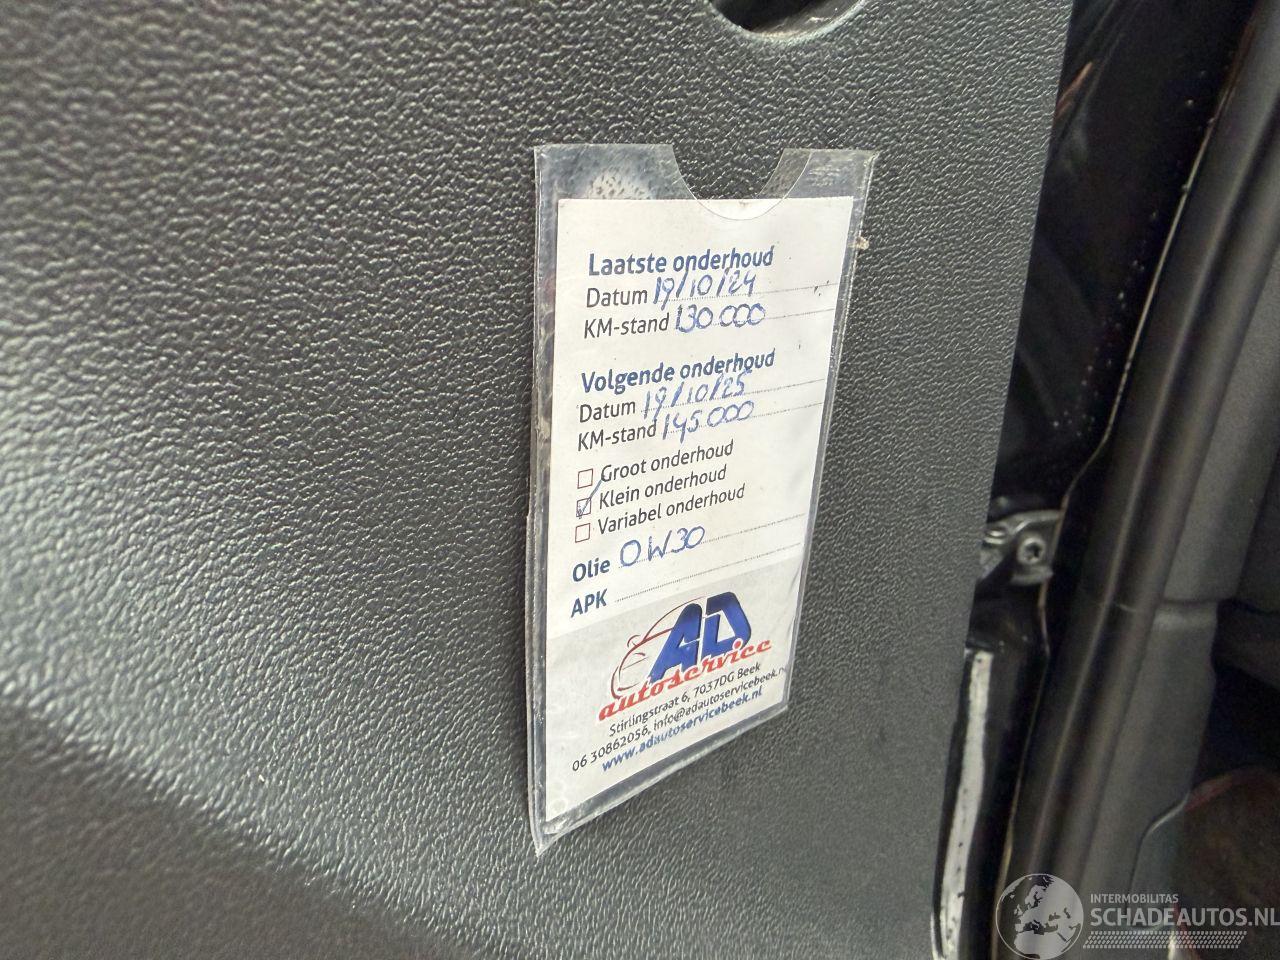 Laatste onderhoud
Datum 19/10/24
KM-stand 130 000
Volgende onderhoud
Datum 19/10/25
KM-stand 145 000
Groot onderhoud
Klein onderhoud
Variabel onderhoud
Olie 0W30
APK
AD
autoservice
Stirlingstraat 6, 7037DG Beek
06 30862056, info@adautoservicebeek.nl
www.adautoservicebeek.nl
INTERMOBILITAS
SCHADEAUTOS.NL